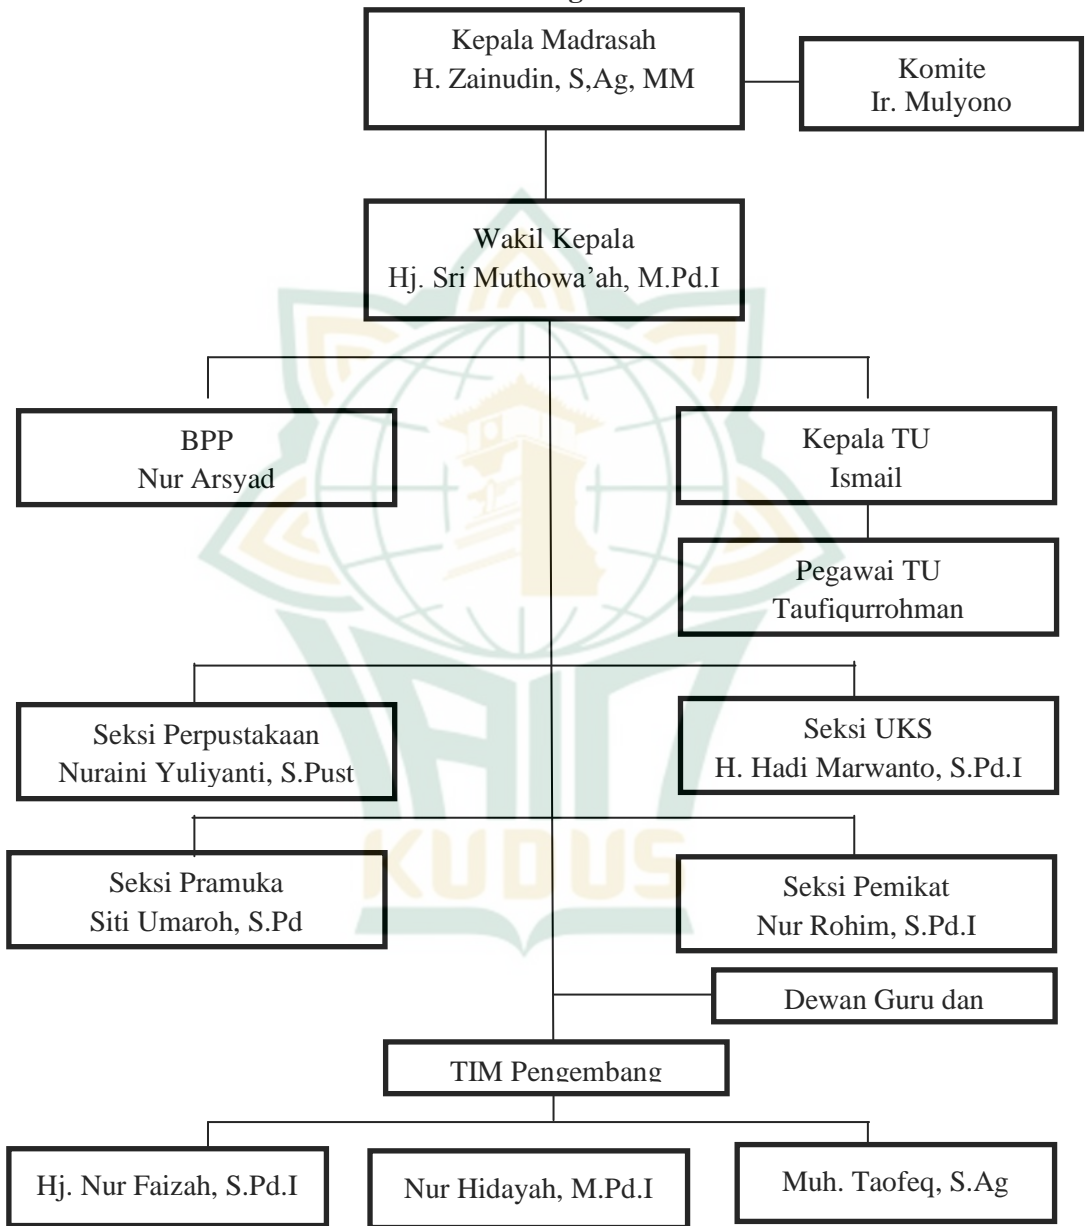 Kepala Madrasah
H. Zainudin, S,Ag, MM
Komite
Ir. Mulyono
Wakil Kepala
Hj. Sri Muthowa’ah, M.Pd.I
BPP
Nur Arsyad
Kepala TU
Ismail
Pegawai TU
Taufiqurrohman
Seksi Perpustakaan
Nuraini Yuliyanti, S.Pust
Seksi UKS
H. Hadi Marwanto, S.Pd.I
Seksi Pramuka
Siti Umaroh, S.Pd
Seksi Pemikat
Nur Rohim, S.Pd.I
Dewan Guru dan
TIM Pengembang
Hj. Nur Faizah, S.Pd.I
Nur Hidayah, M.Pd.I
Muh. Taofeq, S.Ag
IAIN
KUDUS